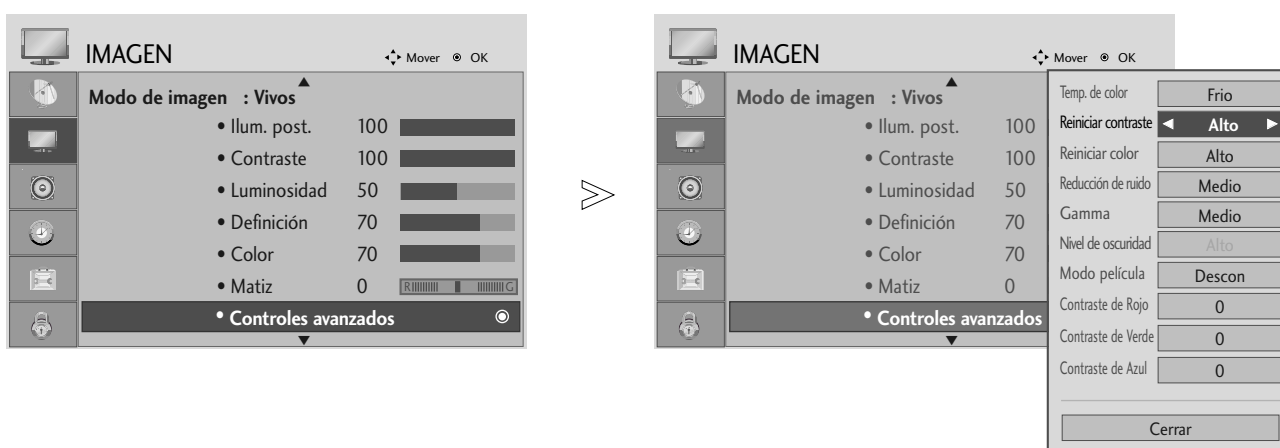 IMAGEN
Mover OK
Modo de imagen : Vivos
• Ilum. post. 100
• Contraste 100
• Luminosidad 50
• Definición 70
• Color 70
• Matiz 0 R G
• Controles avanzados
IMAGEN
Mover OK
Modo de imagen : Vivos
• Ilum. post. 100
• Contraste 100
• Luminosidad 50
• Definición 70
• Color 70
• Matiz 0
• Controles avanzados
Temp. de color Frio
Reiniciar contraste Alto
Reiniciar color Alto
Reducción de ruido Medio
Gamma Medio
Nivel de oscuridad Alto
Modo película Descon
Contraste de Rojo 0
Contraste de Verde 0
Contraste de Azul 0
Cerrar